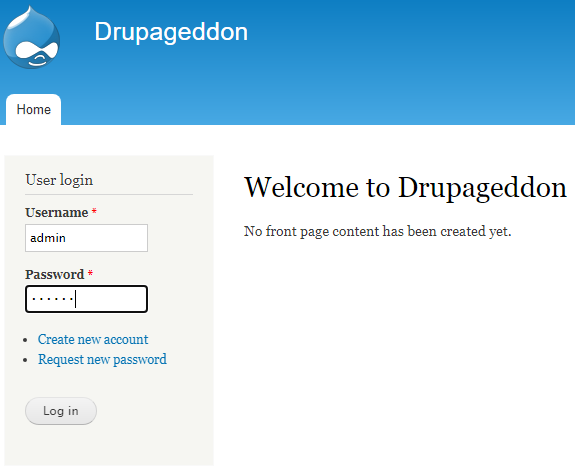 Drupageddon
Home
User login
Username *
admin
Password *
······
Create new account
Request new password
Log in
Welcome to Drupageddon
No front page content has been created yet.